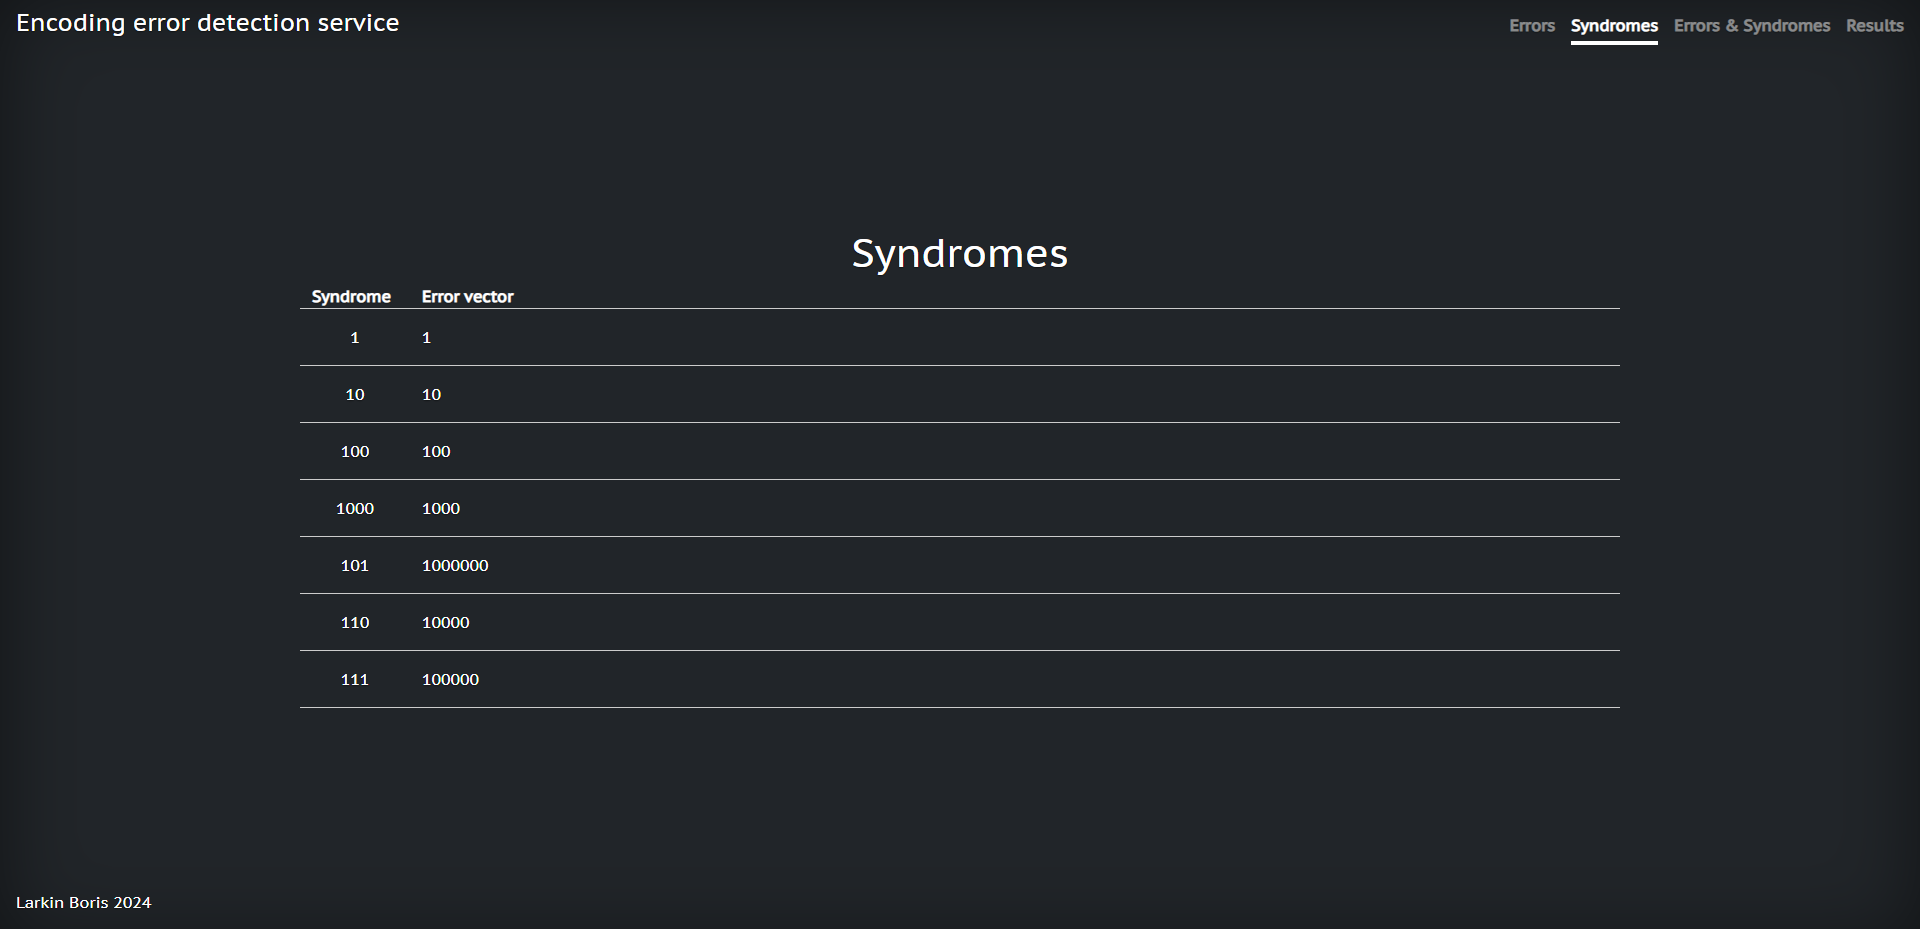 Encoding error detection service
Errors Syndromes Errors & Syndromes Results
Syndromes
Syndrome Error vector
1 1
10 10
100 100
1000 1000
101 1000000
110 10000
111 100000
Larkin Boris 2024